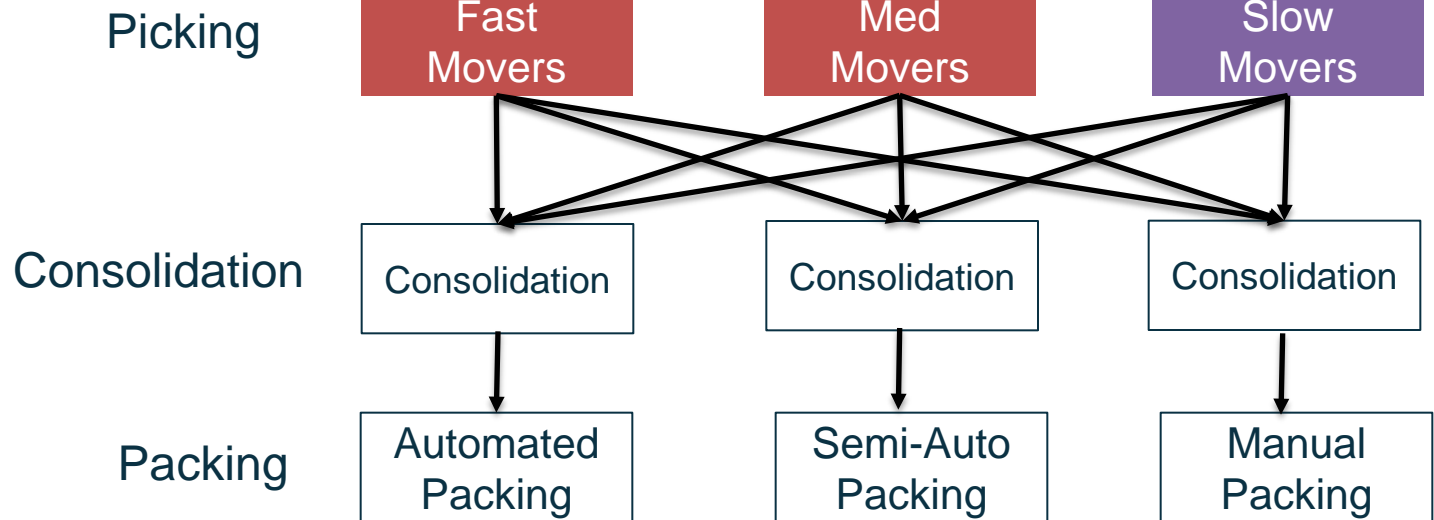 Picking
Fast
Movers
Med
Movers
Slow
Movers
Consolidation
Consolidation
Consolidation
Consolidation
Packing
Automated
Packing
Semi-Auto
Packing
Manual
Packing